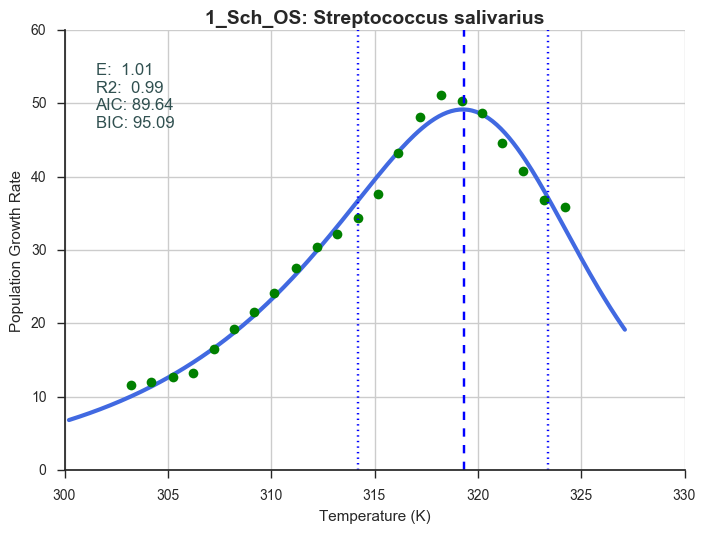 1_Sch_OS: Streptococcus salivarius
60
50
40
30
20
10
0
E:  1.01
R2:  0.99
AIC: 89.64
BIC: 95.09
Population Growth Rate
300 305 310 315 320 325 330
Temperature (K)